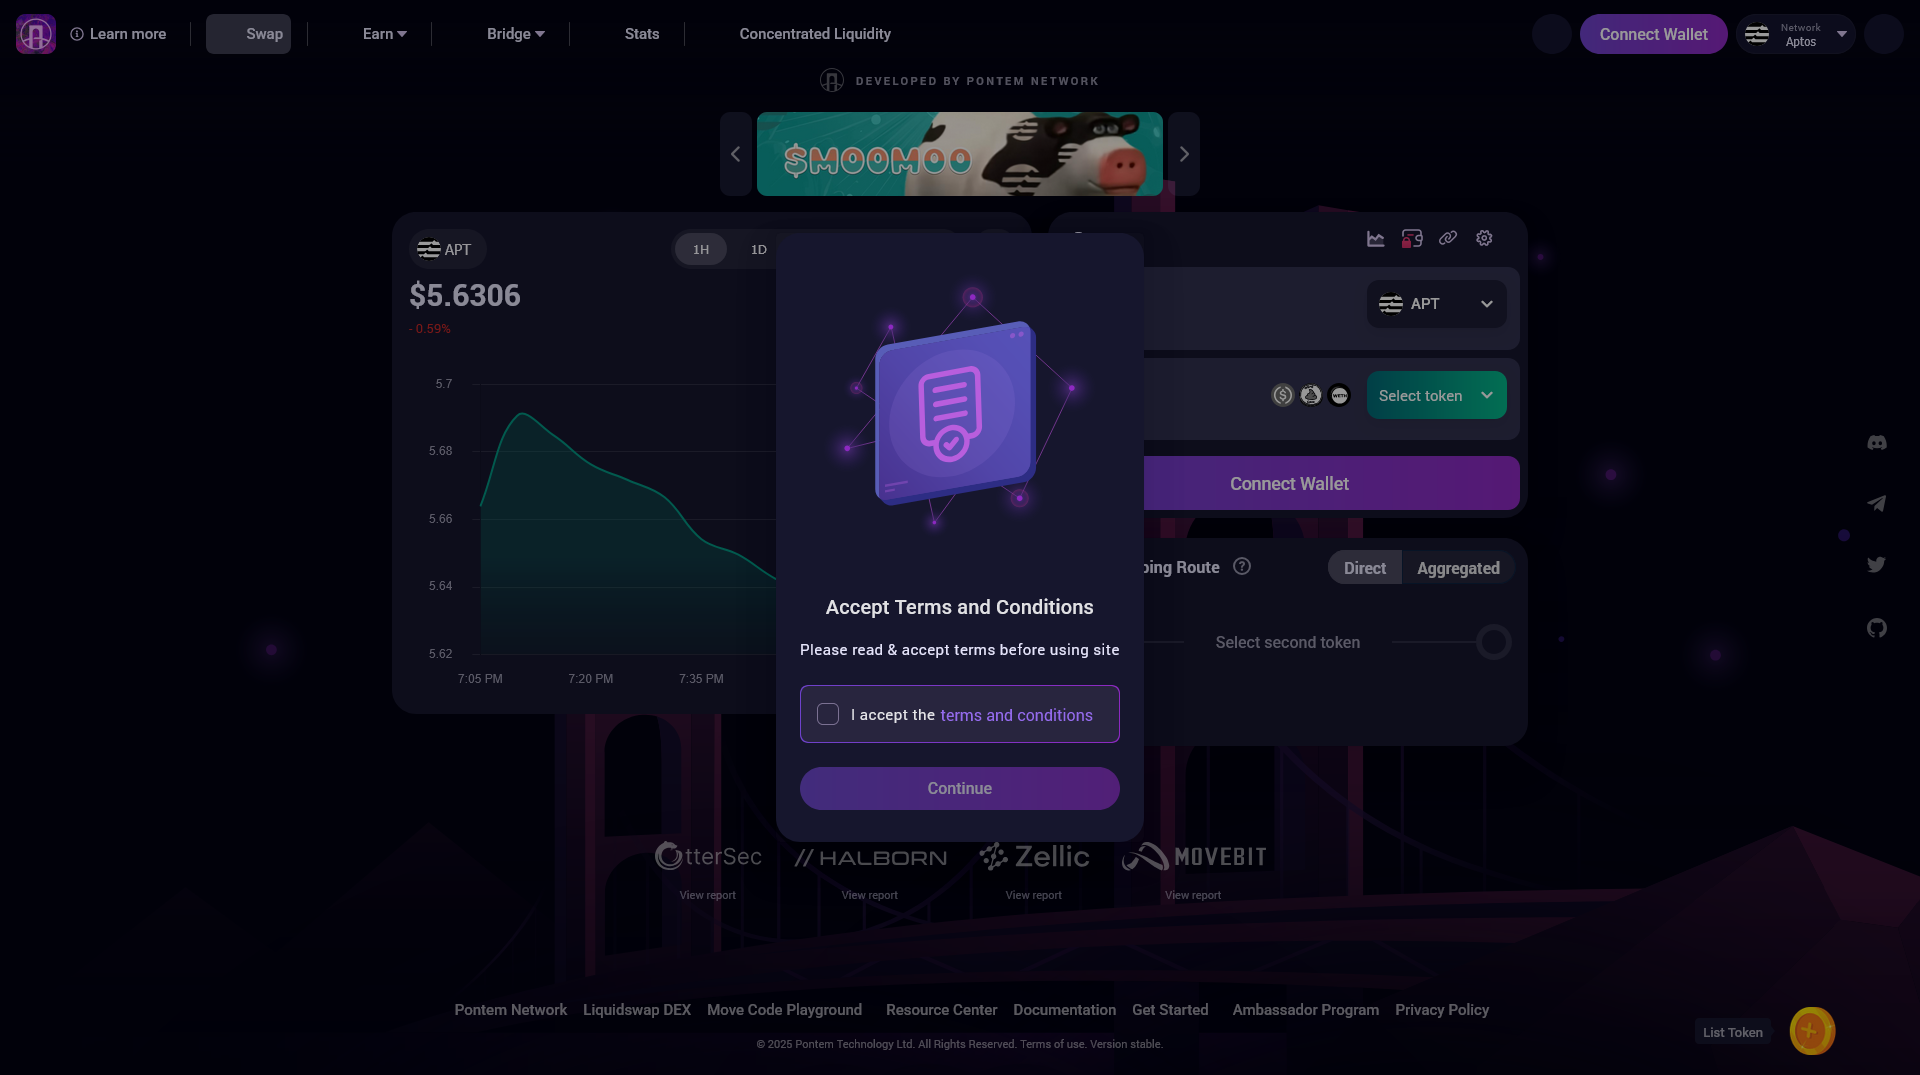 Learn more
Swap
Earn
Bridge
Stats
Concentrated Liquidity
Connect Wallet
Network
Aptos
DEVELOPED BY PONTEM NETWORK
$MOOMOO
APT
1H
1D
$5.6306
- 0.59%
5.7
5.68
5.66
5.64
5.62
7:05 PM
7:20 PM
7:35 PM
APT
WETH
Select token
Connect Wallet
Route
Direct
Aggregated
Select second token
Accept Terms and Conditions
Please read & accept terms before using site
I accept the terms and conditions
Continue
OtterSec
HALBORN
Zellic
MOVEBIT
View report
View report
View report
View report
Pontem Network
Liquidswap DEX
Move Code Playground
Resource Center
Documentation
Get Started
Ambassador Program
Privacy Policy
© 2025 Pontem Technology Ltd. All Rights Reserved. Terms of use. Version stable.
List Token